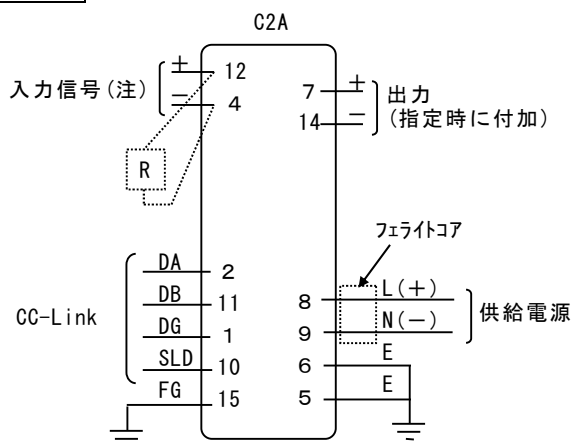 C2A
入力信号(注)
+ 12
- 4
R
7 +
14 -
出力
(指定時に付加)
フェライトコア
CC-Link
DA 2
DB 11
DG 1
SLD 10
FG 15
8 L(+)
9 N(-)
供給電源
6 E
5 E